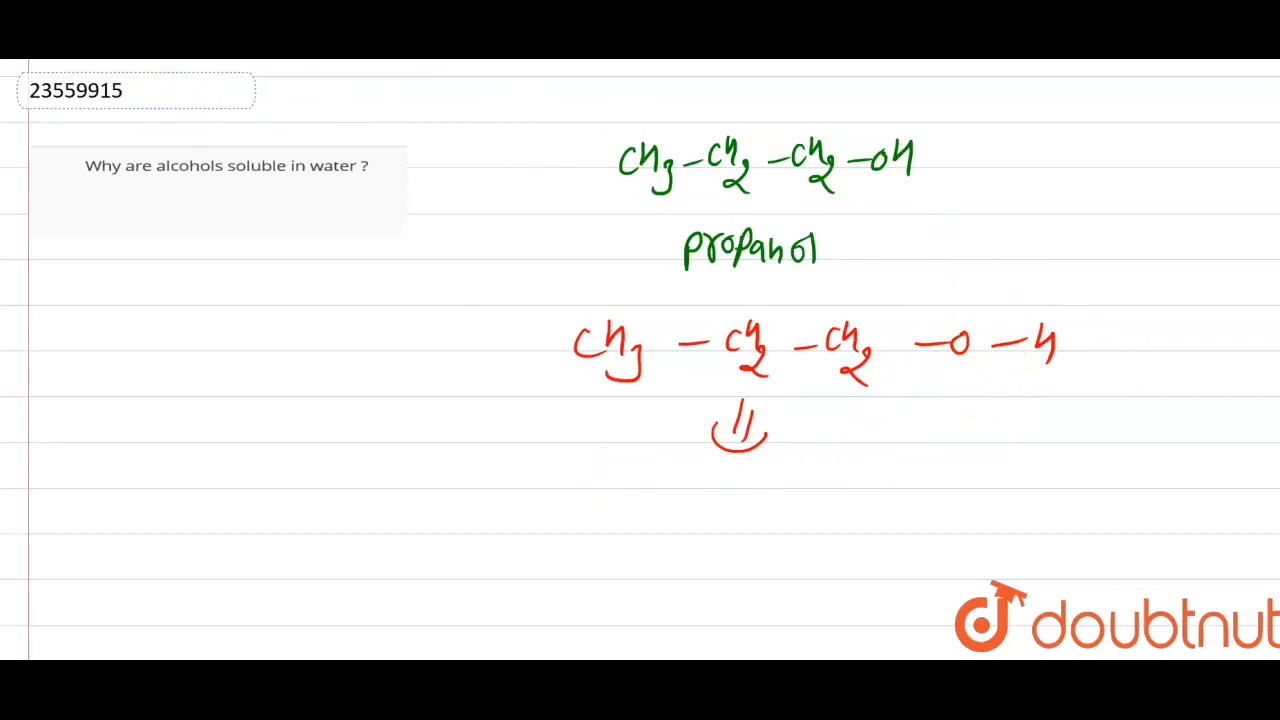 23559915
Why are alcohols soluble in water ?
CH3 - CH2 - CH2 - OH
propanol
CH3 - CH2 - CH2 - O - H
doubtnut